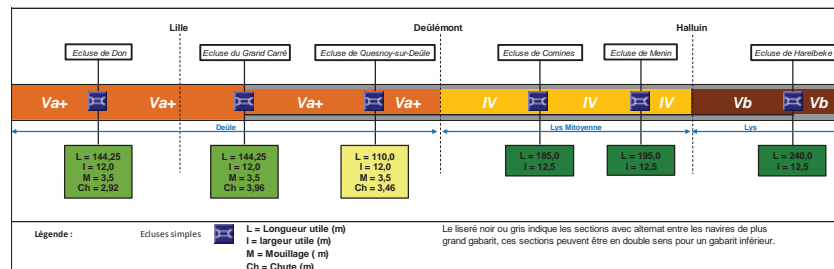 Lille
Deûlémont
Halluin
Ecluse de Don
Ecluse du Grand Carré
Ecluse de Quesnoy-sur-Deûle
Ecluse de Comines
Ecluse de Menin
Ecluse de Harelbeke
Va+
Va+
Va+
Va+
IV
IV
IV
Vb
Vb
Deûle
Lys Mitoyenne
Lys
L = 144,25
l = 12,0
M = 3,5
Ch = 2,92
L = 144,25
l = 12,0
M = 3,5
Ch = 3,96
L = 110,0
l = 12,0
M = 3,5
Ch = 3,46
L = 185,0
l = 12,5
L = 195,0
l = 12,5
L = 240,0
l = 12,5
Légende :
Ecluses simples
L = Longueur utile (m)
l = largeur utile (m)
M = Mouillage ( m)
Ch = Chute (m)
Le liseré noir ou gris indique les sections avec alternat entre les navires de plus
grand gabarit, ces sections peuvent être en double sens pour un gabarit inférieur.